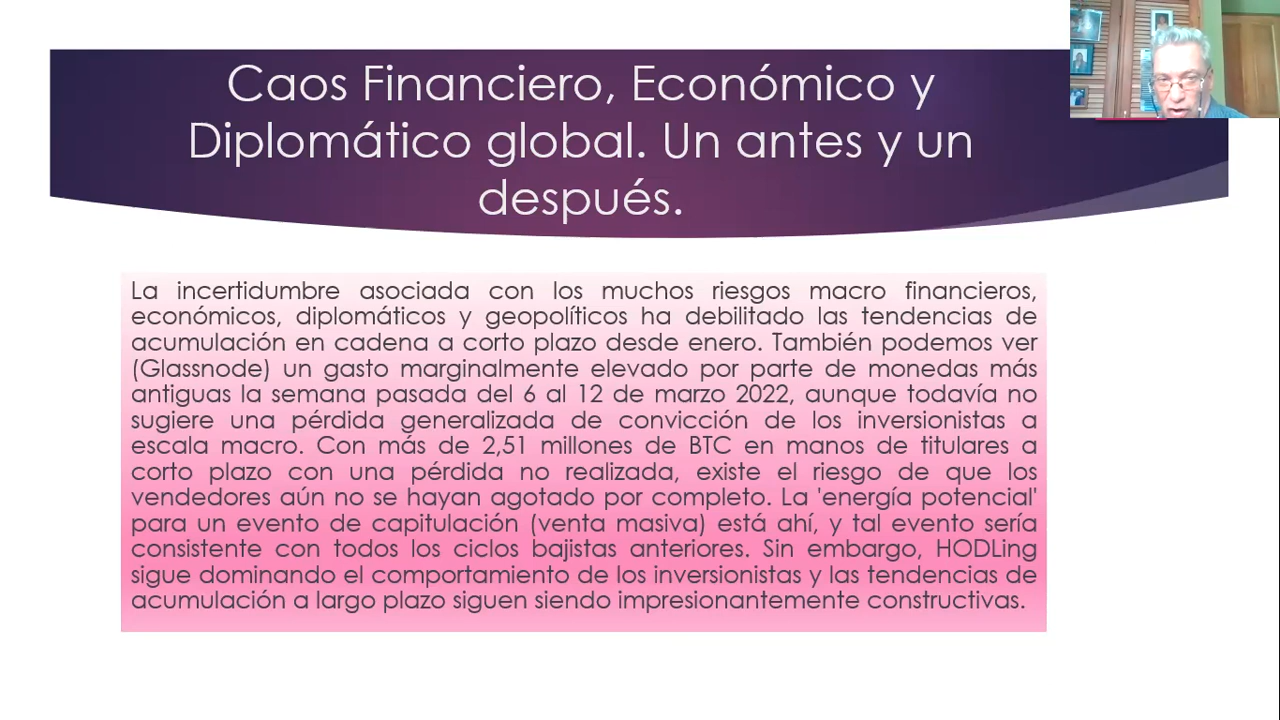 Caos Financiero, Económico y
Diplomático global. Un antes y un
después.
La incertidumbre asociada con los muchos riesgos macro financieros,
económicos, diplomáticos y geopolíticos ha debilitado las tendencias de
acumulación en cadena a corto plazo desde enero. También podemos ver
(Glassnode) un gasto marginalmente elevado por parte de monedas más
antiguas la semana pasada del 6 al 12 de marzo 2022, aunque todavía no
sugiere una pérdida generalizada de convicción de los inversionistas a
escala macro. Con más de 2,51 millones de BTC en manos de titulares a
corto plazo con una pérdida no realizada, existe el riesgo de que los
vendedores aún no se hayan agotado por completo. La 'energía potencial'
para un evento de capitulación (venta masiva) está ahí, y tal evento sería
consistente con todos los ciclos bajistas anteriores. Sin embargo, HODLing
sigue dominando el comportamiento de los inversionistas y las tendencias de
acumulación a largo plazo siguen siendo impresionantemente constructivas.